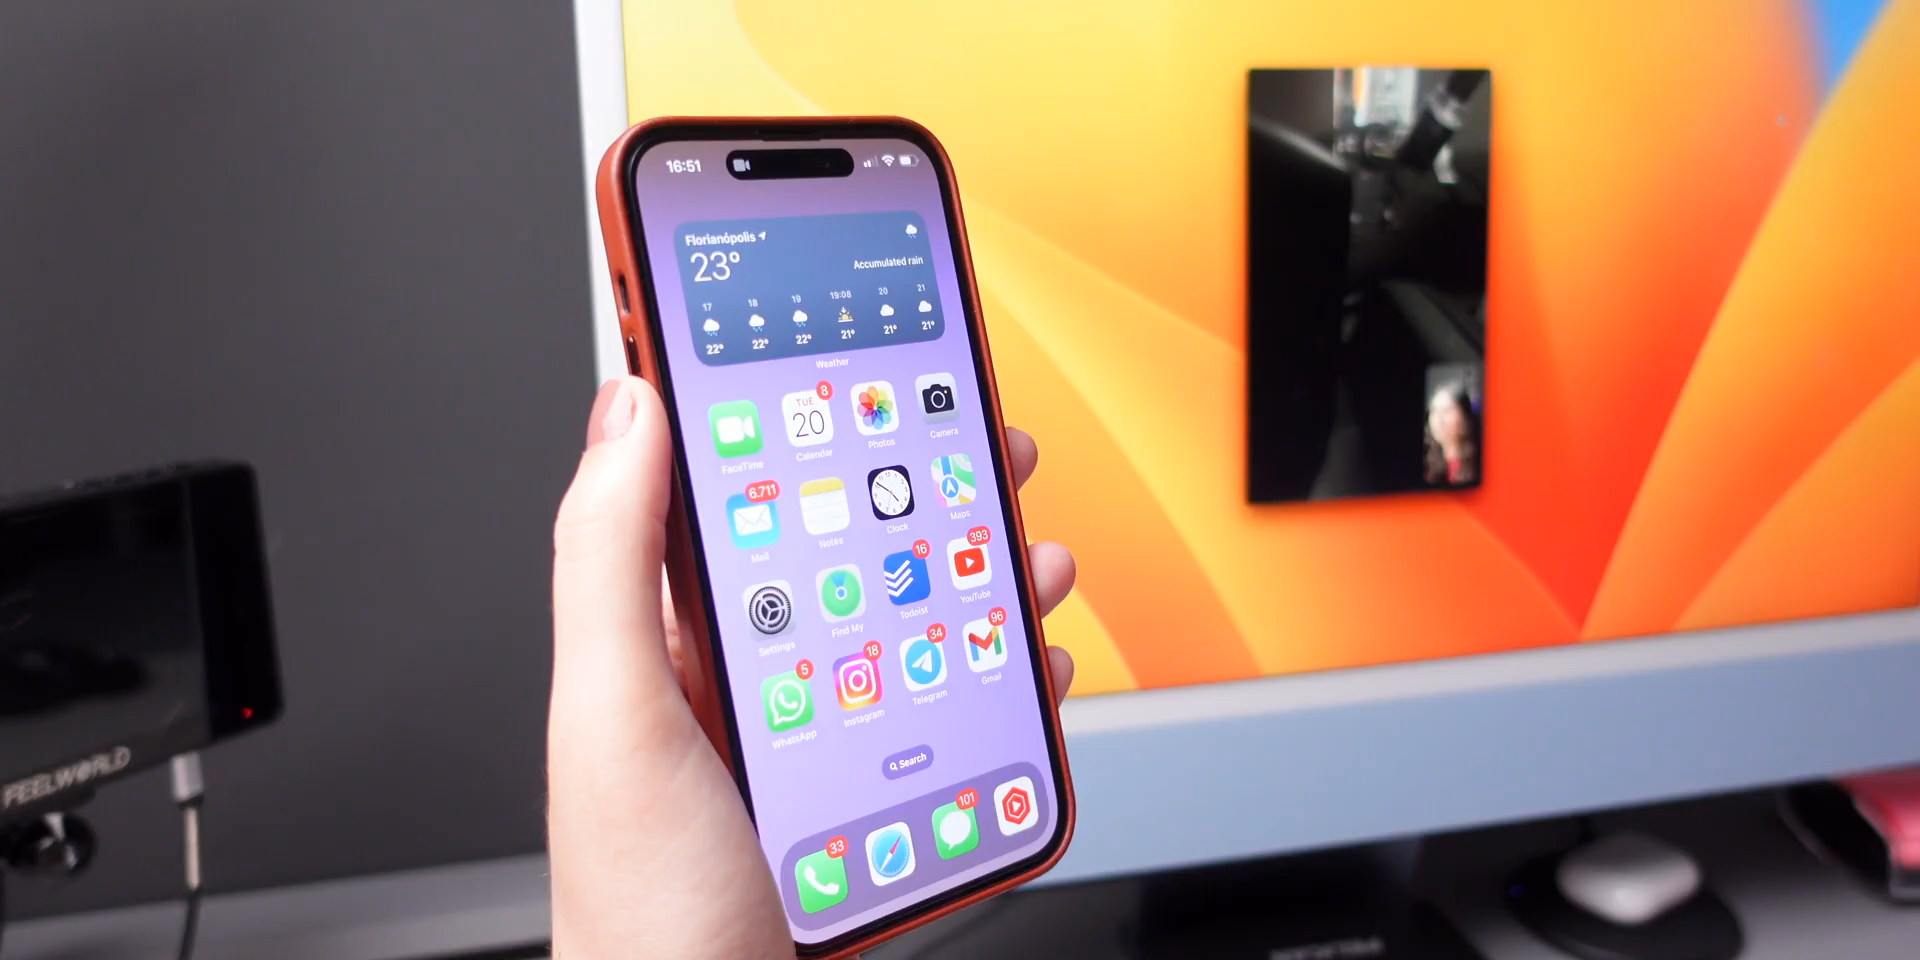 16:51
Florianópolis
23°
Accumulated rain
17 18 19 19:08 20 21
22° 22° 22° 21° 21° 21°
Weather
8
TUE
20
FaceTime Calendar Photos Camera
6.711
Mail Notes Clock Maps
16 393
Settings Find My Todoist YouTube
5 18 34 96
WhatsApp Instagram Telegram Gmail
Search
33 101
FEELWORLD